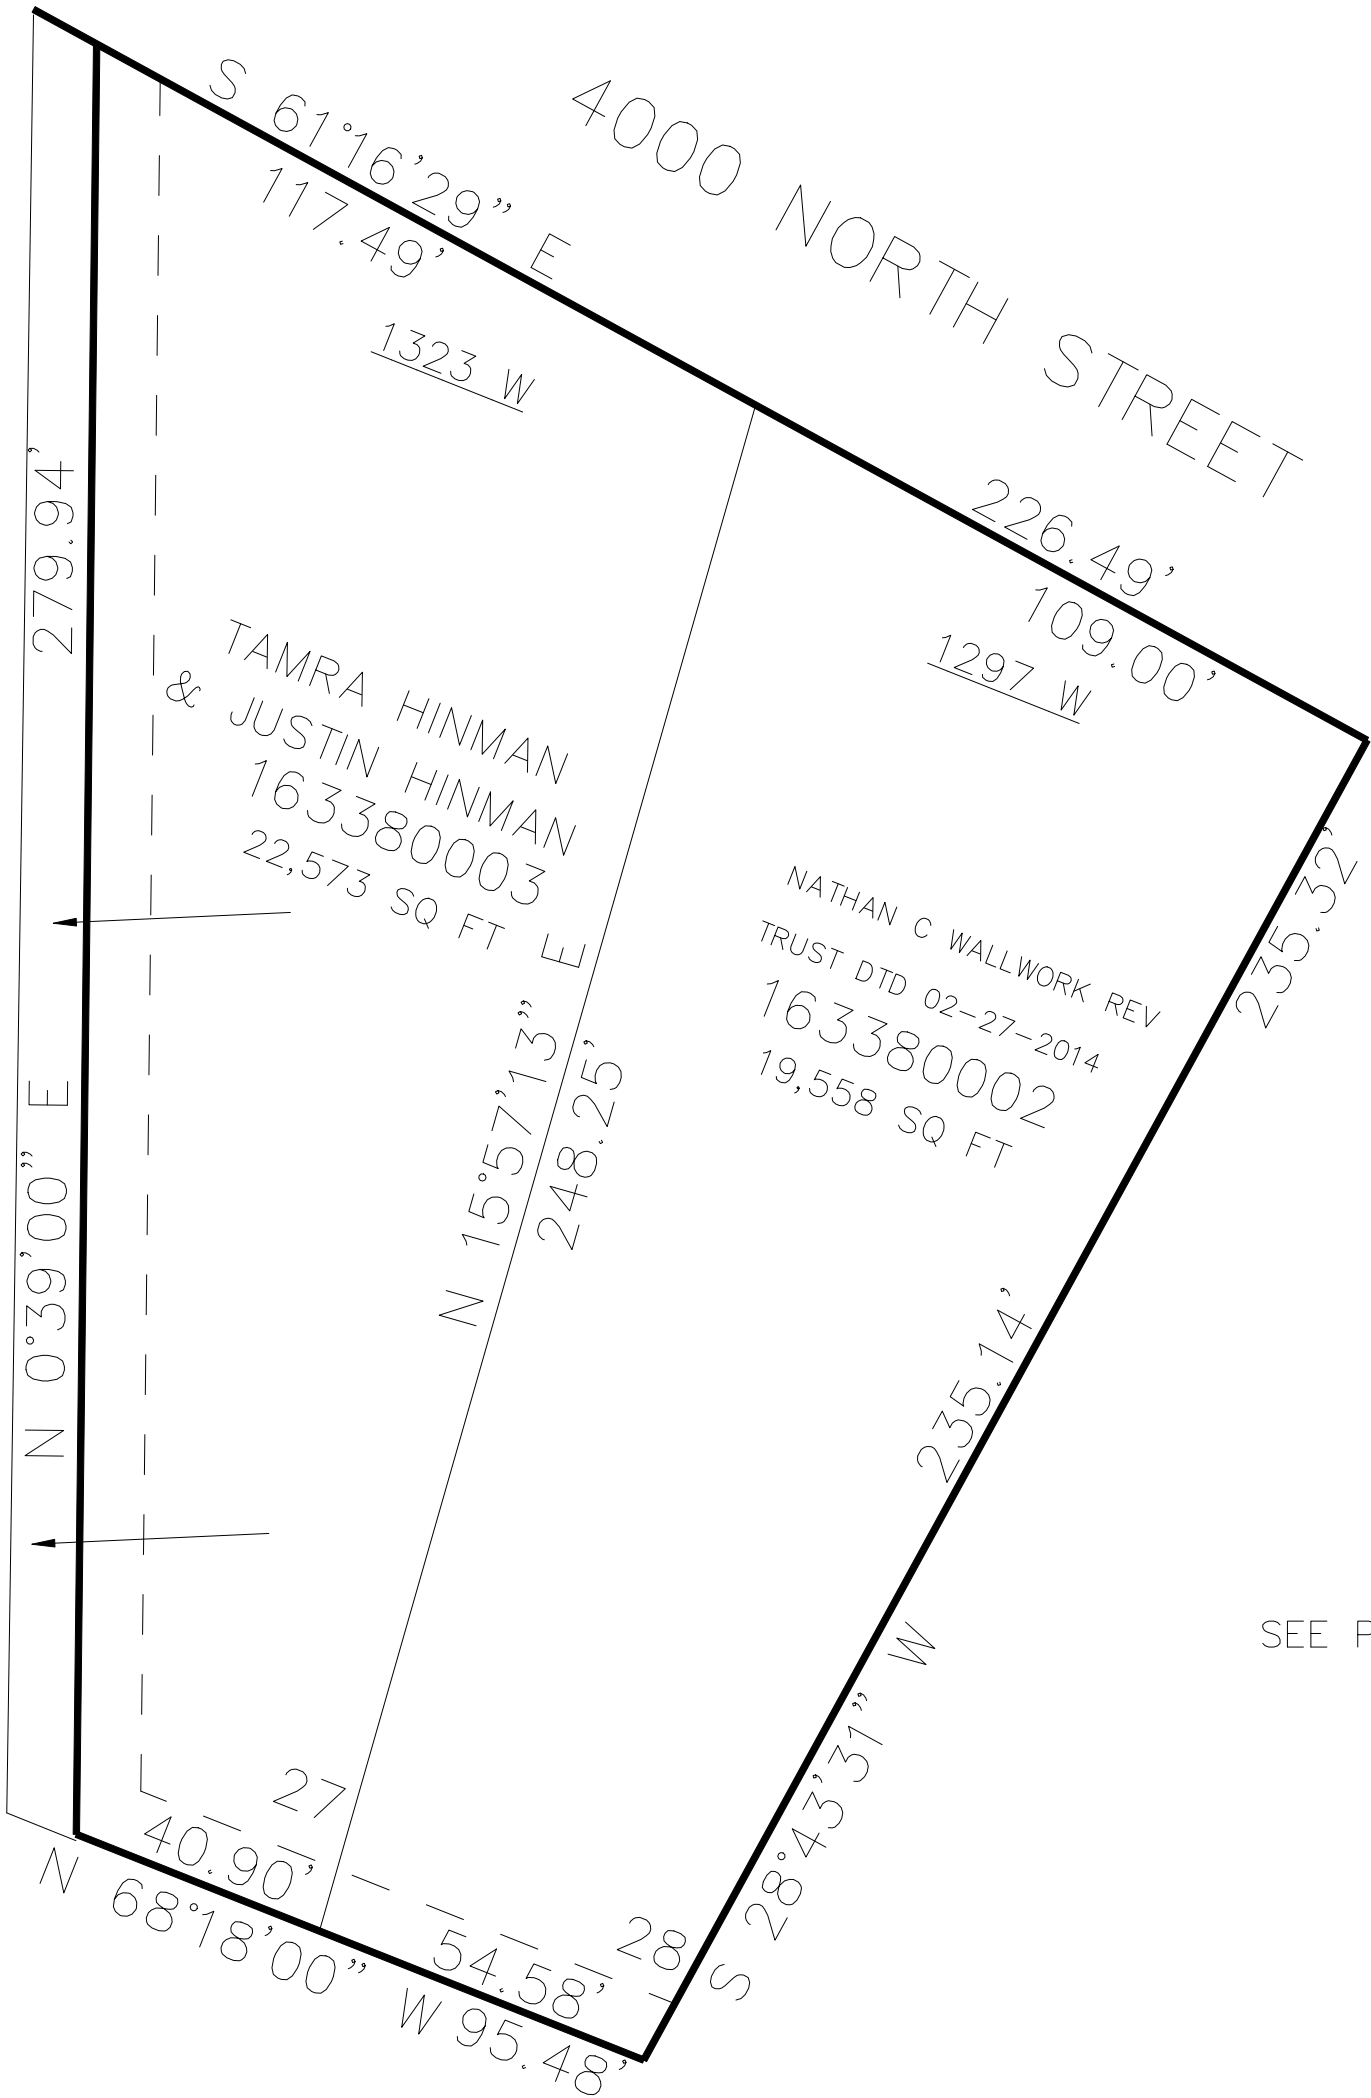 4000 NORTH STREET
S 61°16'29" E
117.49'
1323 W
226.49'
109.00'
1297 W
279.94'
N 0°39'00" E
TAMRA HINMAN
& JUSTIN HINMAN
163380003
22,573 SQ FT
N 15°57'13" E
248.25'
NATHAN C WALLWORK REV
TRUST DTD 02-27-2014
163380002
19,558 SQ FT
235.32'
235.14'
S 28°43'31" W
SEE P
27
40.90'
28
54.58'
N 68°18'00" W 95.48'